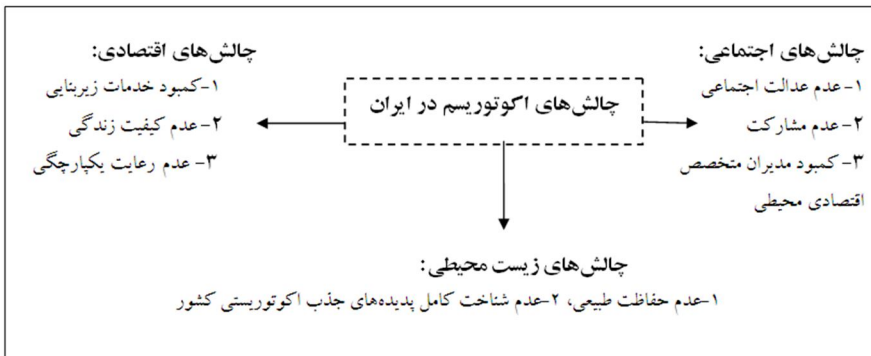 چالش‌های اکوتوریسم در ایران
چالش‌های اجتماعی:
۱-عدم عدالت اجتماعی
۲-عدم مشارکت
۳- کمبود مدیران متخصص
اقتصادی محیطی
چالش‌های اقتصادی:
۱-کمبود خدمات زیربنایی
۲-عدم کیفیت زندگی
۳- عدم رعایت یکپارچگی
چالش‌های زیست محیطی:
۱-عدم حفاظت طبیعی، ۲-عدم شناخت کامل پدیده‌های جذب اکوتوریستی کشور